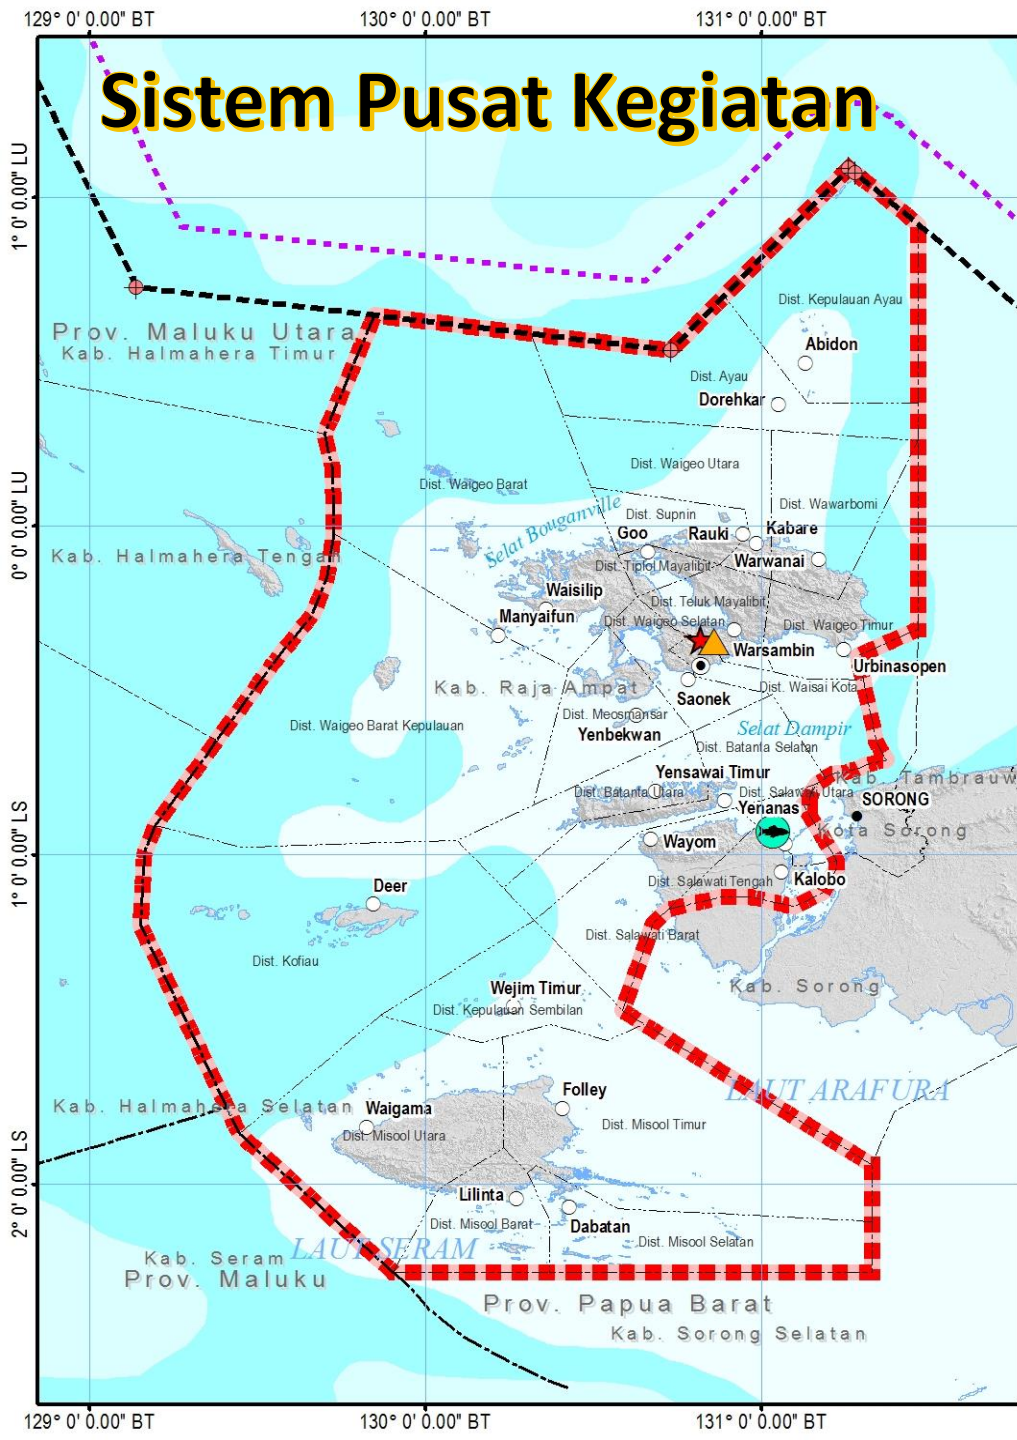 129° 0' 0.00" BT
130° 0' 0.00" BT
131° 0' 0.00" BT
Sistem Pusat Kegiatan
1° 0' 0.00" LU
Dist. Kepulauan Ayau
Prov. Maluku Utara
Kab. Halmahera Timur
Abidon
Dist. Ayau
Dorehkar
Dist. Waigeo Utara
Dist. Waigeo Barat
Dist. Wawarbomi
0° 0' 0.00" LU
Selat Bouganville
Dist. Supnin
Goo
Rauki
Kabare
Kab. Halmahera Tengah
Dist. Tiplol Mayalibit
Warwanai
Waisilip
Dist. Teluk Mayalibit
Manyaifun
Dist. Waigeo Selatan
Dist. Waigeo Timur
Warsambin
Urbinasopen
Kab. Raja Ampat
Saonek
Dist. Waisai Kota
Dist. Meosmansar
Dist. Waigeo Barat Kepulauan
Yenbekwan
Selat Dampir
Dist. Batanta Selatan
Yensawai Timur
Kab. Tambrauw
Dist. Batanta Utara
Dist. Salawati Utara
SORONG
Yenanas
Kota Sorong
Wayom
1° 0' 0.00" LS
Deer
Dist. Salawati Tengah
Kalobo
Dist. Salawati Barat
Dist. Kofiau
Wejim Timur
Kab. Sorong
Dist. Kepulauan Sembilan
Folley
LAUT ARAFURA
Kab. Halmahera Selatan
Waigama
Dist. Misool Timur
Dist. Misool Utara
2° 0' 0.00" LS
Lilinta
Dist. Misool Barat
Dabatan
Dist. Misool Selatan
Kab. Seram
LAUT SERAM
Prov. Maluku
Prov. Papua Barat
Kab. Sorong Selatan
129° 0' 0.00" BT
130° 0' 0.00" BT
131° 0' 0.00" BT